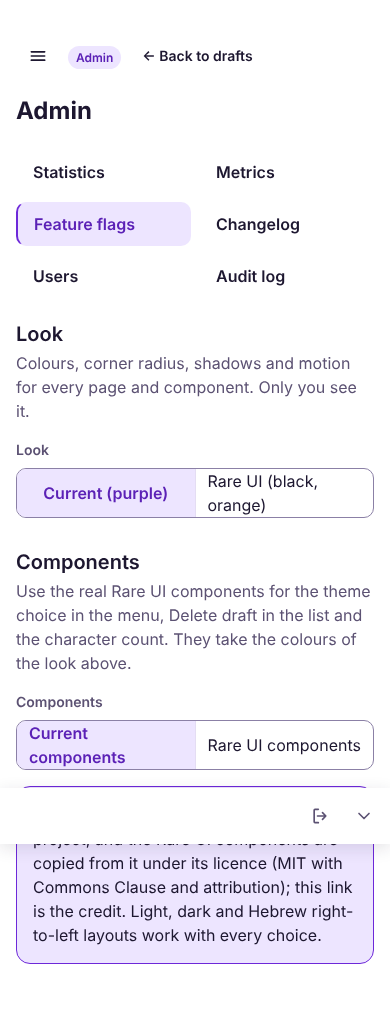 Admin
← Back to drafts
Admin
Statistics
Metrics
Feature flags
Changelog
Users
Audit log
Look
Colours, corner radius, shadows and motion
for every page and component. Only you see
it.
Look
Current (purple)
Rare UI (black,
orange)
Components
Use the real Rare UI components for the theme
choice in the menu, Delete draft in the list and
the character count. They take the colours of
the look above.
Components
Current
components
Rare UI components
copied from it under its licence (MIT with
Commons Clause and attribution); this link
is the credit. Light, dark and Hebrew right-
to-left layouts work with every choice.